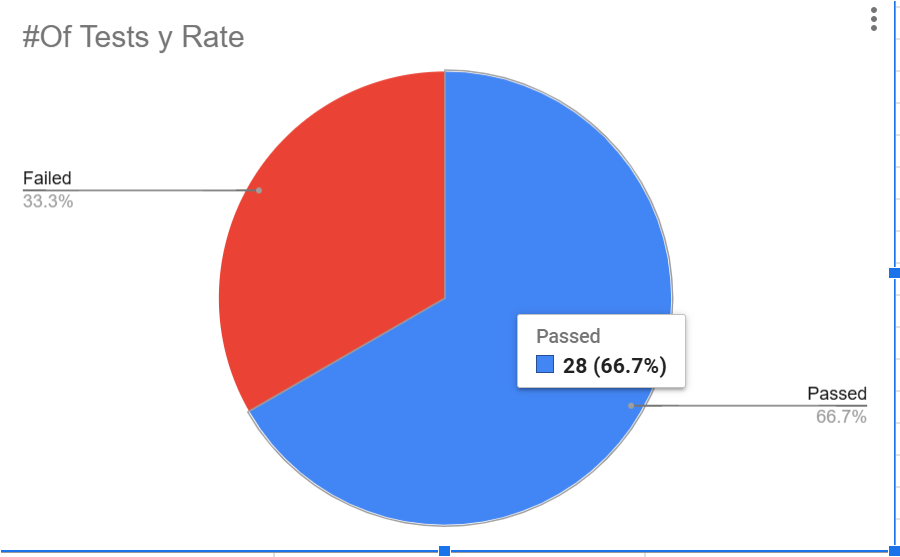 #Of Tests y Rate
Failed
33.3%
Passed
28 (66.7%)
Passed
66.7%